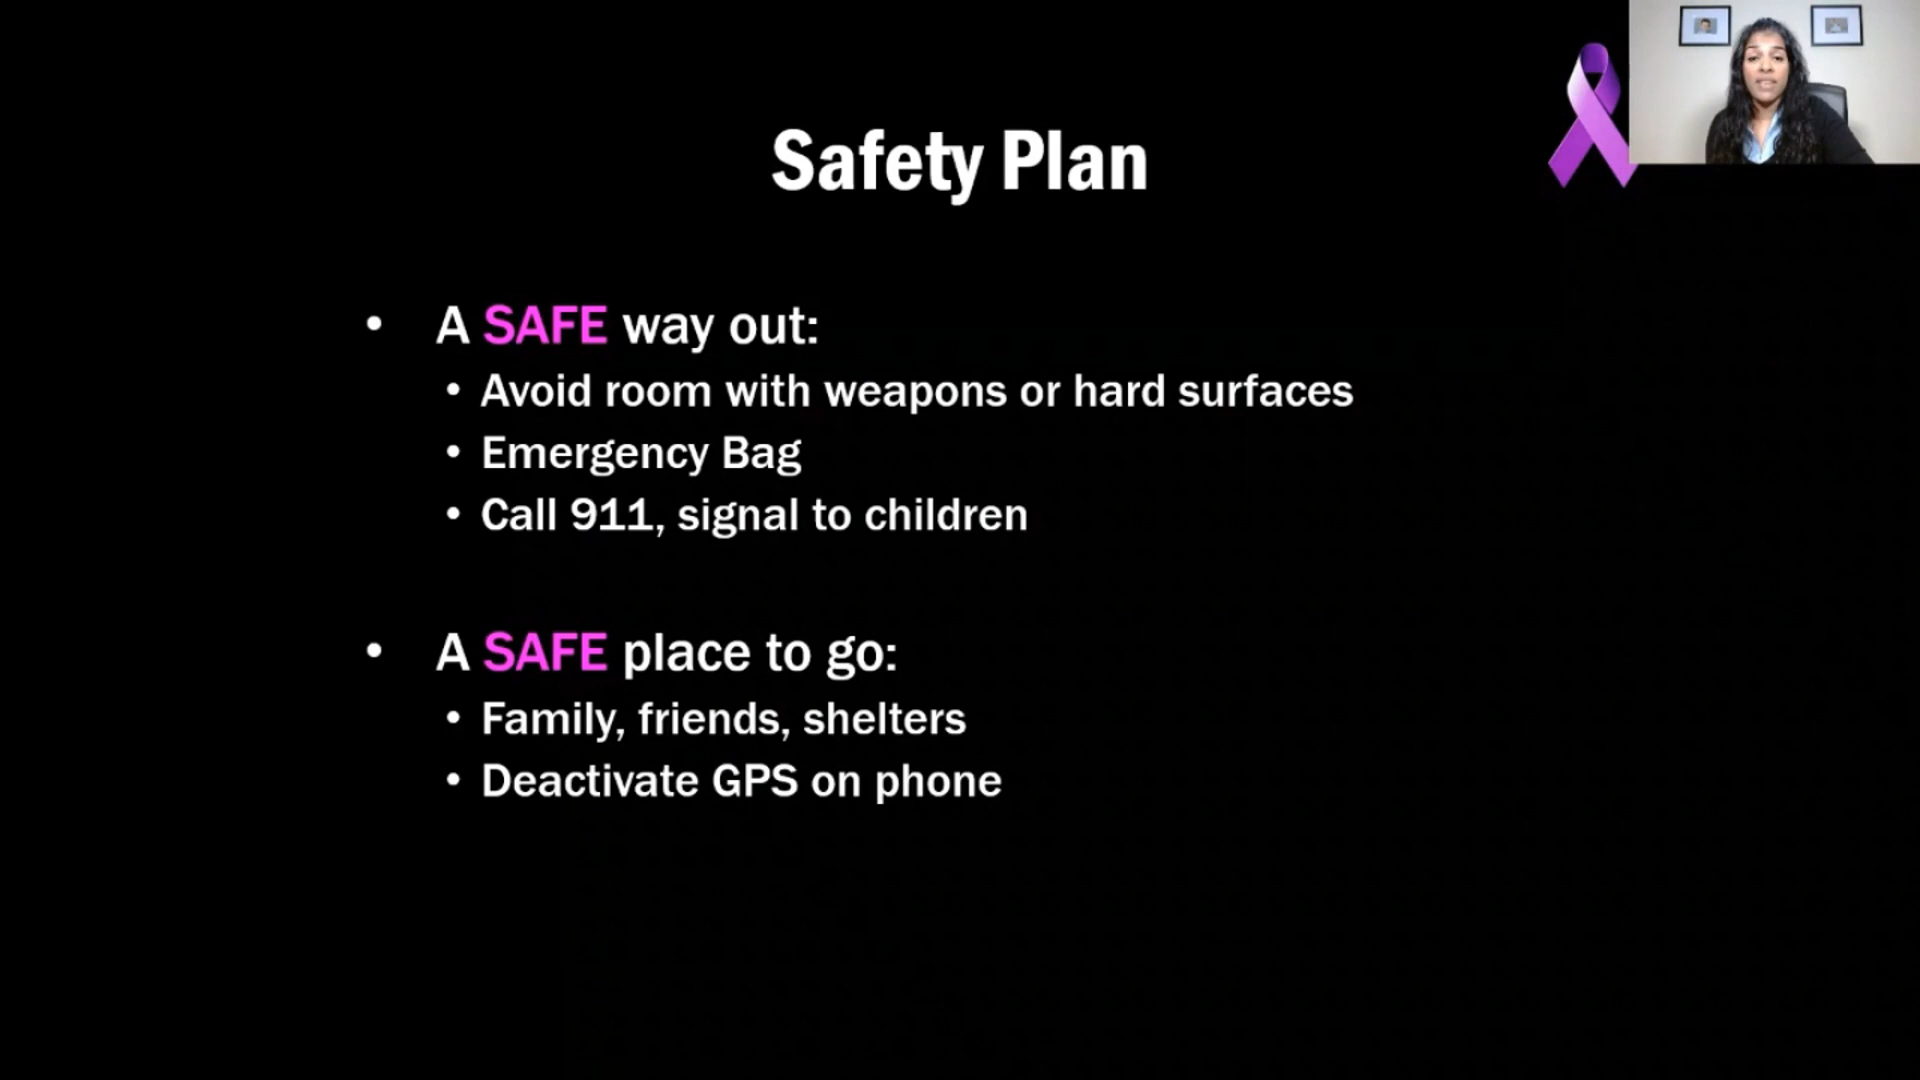 Safety Plan
• A SAFE way out:
• Avoid room with weapons or hard surfaces
• Emergency Bag
• Call 911, signal to children
• A SAFE place to go:
• Family, friends, shelters
• Deactivate GPS on phone